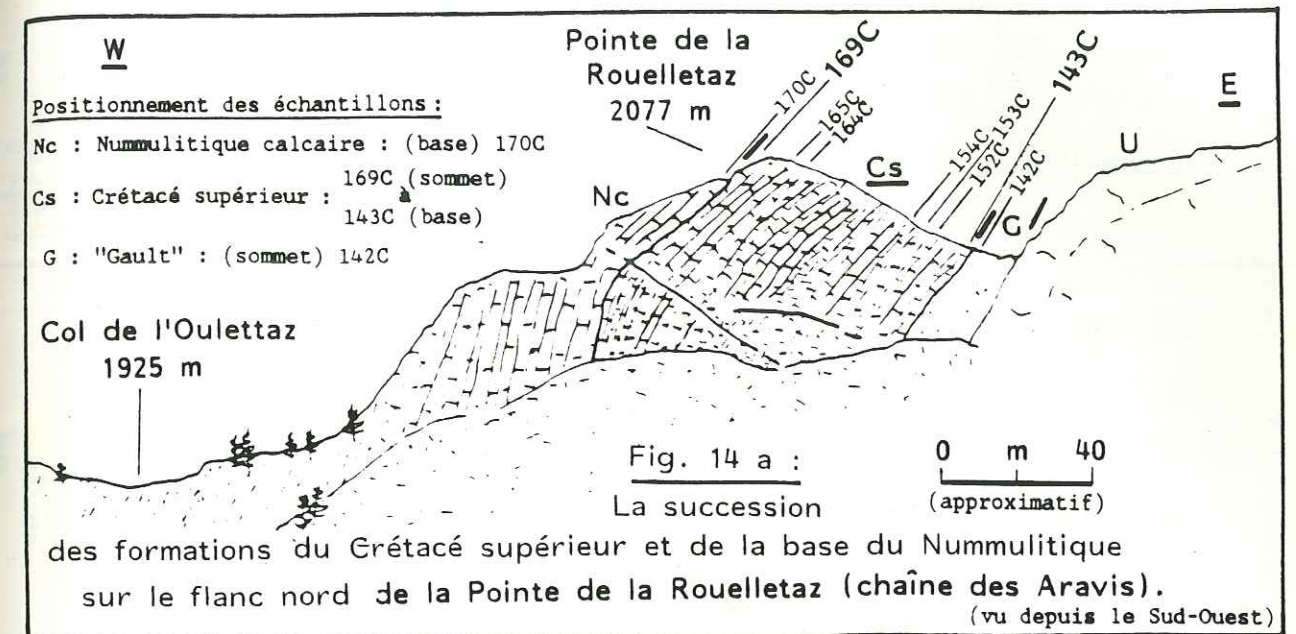 W
Pointe de la
Rouelletaz
2077 m
E
Positionnement des échantillons :
Nc : Nummulitique calcaire : (base) 170C
169C (sommet)
Cs : Crétacé supérieur : à
143C (base)
G : "Gault" : (sommet) 142C
170C
169C
165C
164C
154C
153C
152C
143C
142C
Nc
Cs
G
U
Col de l'Oulettaz
1925 m
Fig. 14 a :
La succession
0 m 40
(approximatif)
des formations du Crétacé supérieur et de la base du Nummulitique
sur le flanc nord de la Pointe de la Rouelletaz (chaîne des Aravis).
(vu depuis le Sud-Ouest)